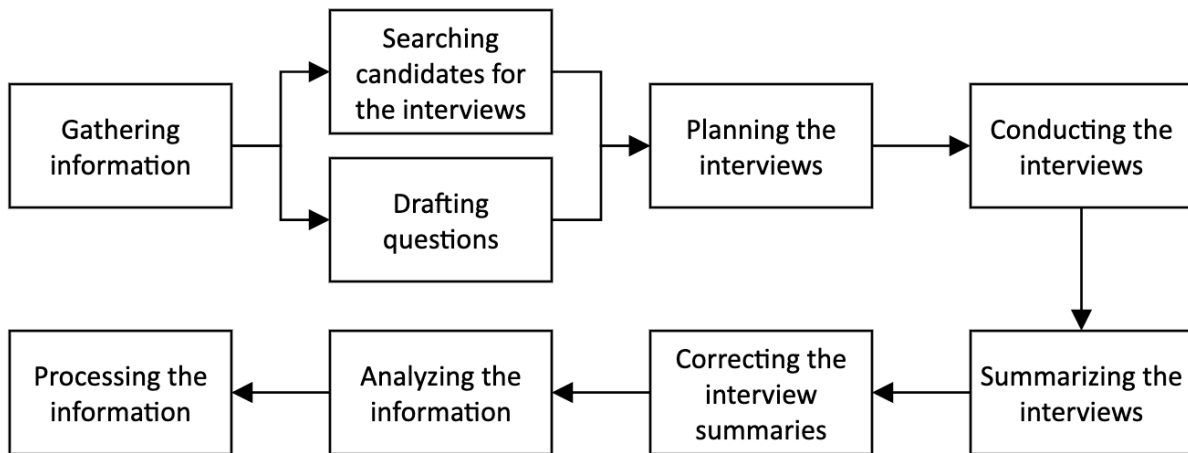 Gathering
information
Searching
candidates for
the interviews
Drafting
questions
Planning the
interviews
Conducting the
interviews
Summarizing the
interviews
Correcting the
interview
summaries
Analyzing the
information
Processing the
information